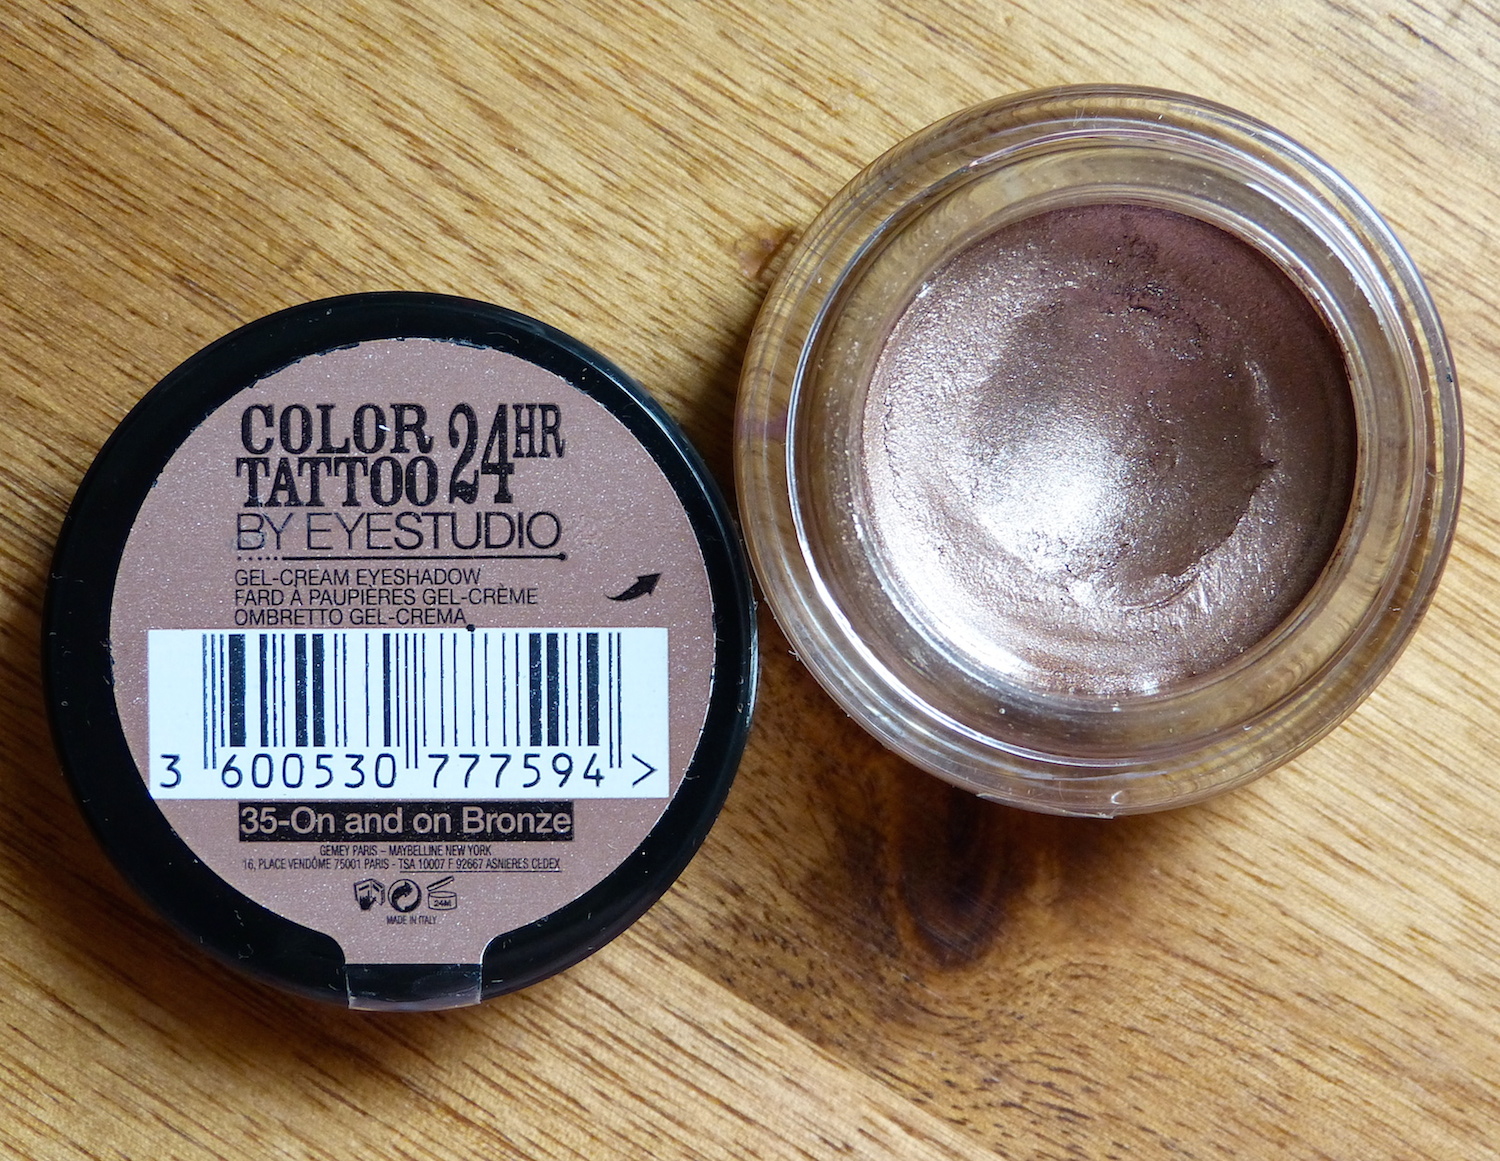 COLOR 24HR
TATTOO
BY EYESTUDIO
GEL-CREAM EYESHADOW
FARD À PAUPIÈRES GEL-CRÈME
OMBRETTO GEL-CREMA
3 600530 777594 >
35-On and on Bronze
GEMEY PARIS – MAYBELLINE NEW YORK
16, PLACE VENDÔME 75001 PARIS - TSA 10007 F 92667 ASNIERES CEDEX
24M
MADE IN ITALY